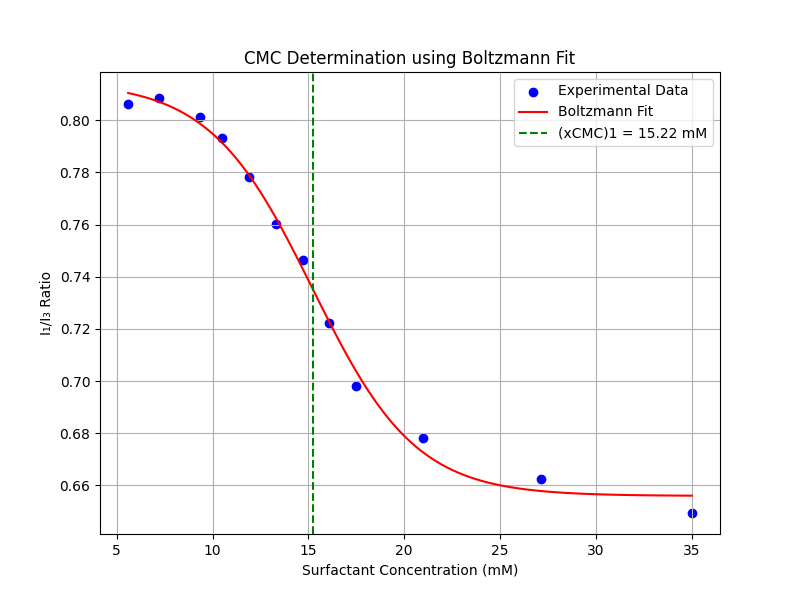 CMC Determination using Boltzmann Fit
Experimental Data
Boltzmann Fit
(xCMC)1 = 15.22 mM
I₁/I₃ Ratio
0.80
0.78
0.76
0.74
0.72
0.70
0.68
0.66
5 10 15 20 25 30 35
Surfactant Concentration (mM)